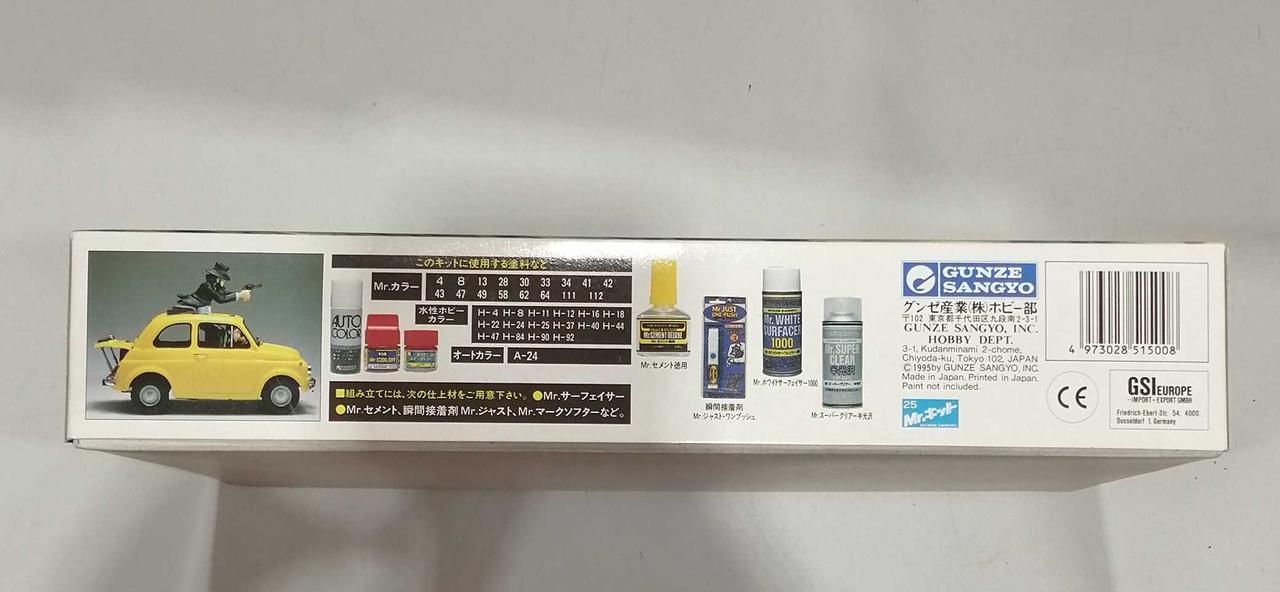 このキットに使用する塗料など
Mr.カラー
4 8 13 28 30 33 34 41 42
43 47 49 58 62 64 111 112
水性ホビー
カラー
H-4 H-8 H-11 H-12 H-16 H-18
H-22 H-24 H-25 H-37 H-40 H-44
H-47 H-84 H-90 H-92
オートカラー A-24
AUTO
COLOR
Mr.COLOR
■組み立てには、次の仕上材をご用意下さい。●Mr.サーフェイサー
●Mr.セメント、瞬間接着剤 Mr.ジャスト、Mr.マークソフターなど。
Mr.CEMENT DELUXE
Mr.セメント徳用
Mr.JUST
瞬間接着剤
Mr.ジャスト・ワンプッシュ
Mr.WHITE
SURFACER
1000
Mr.ホワイトサーフェイサー1000
Mr.SUPER
CLEAR
Mr.スーパークリアー半光沢
GUNZE
SANGYO
グンゼ産業(株)ホビー部
〒102 東京都千代田区九段南2-3-1
GUNZE SANGYO, INC.
HOBBY DEPT.
3-1, Kudanminami 2-chome,
Chiyoda-ku, Tokyo 102, JAPAN
©1995by GUNZE SANGYO, INC.
Made in Japan. Printed in Japan.
Paint not included.
25
Mr.キット
4 973028 515008
CE
GSI EUROPE
-IMPORT - EXPORT GMBH
Friedrich-Ebert-Str. 54, 4000.
Dusseldorf 1, Germany